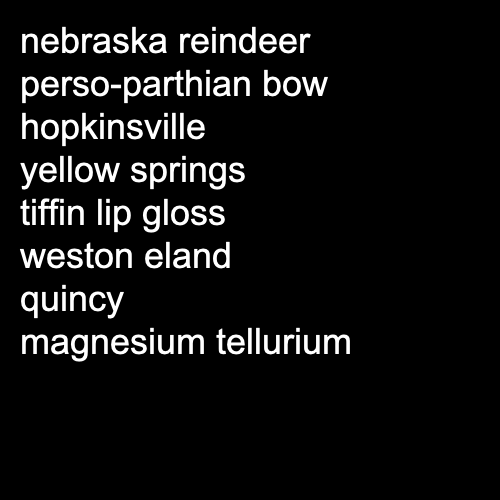 nebraska reindeer
perso-parthian bow
hopkinsville
yellow springs
tiffin lip gloss
weston eland
quincy
magnesium tellurium